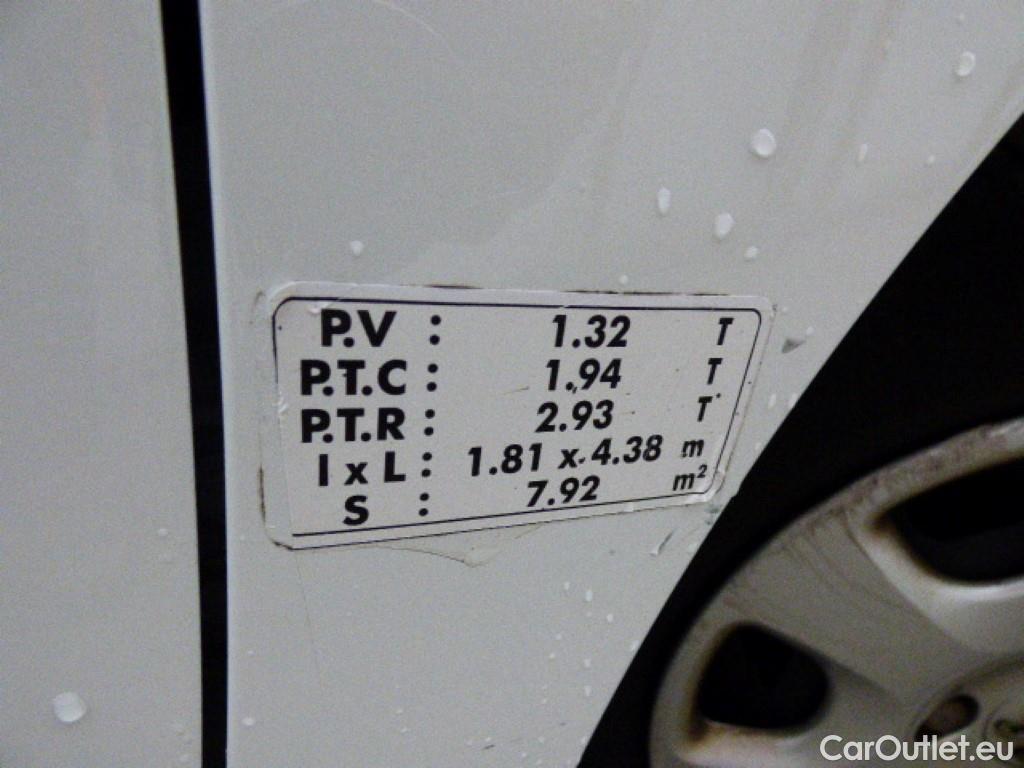 P.V : 1.32 T
P.T.C : 1.94 T
P.T.R : 2.93 T
l x L : 1.81 x 4.38 m
S : 7.92 m²
CarOutlet.eu